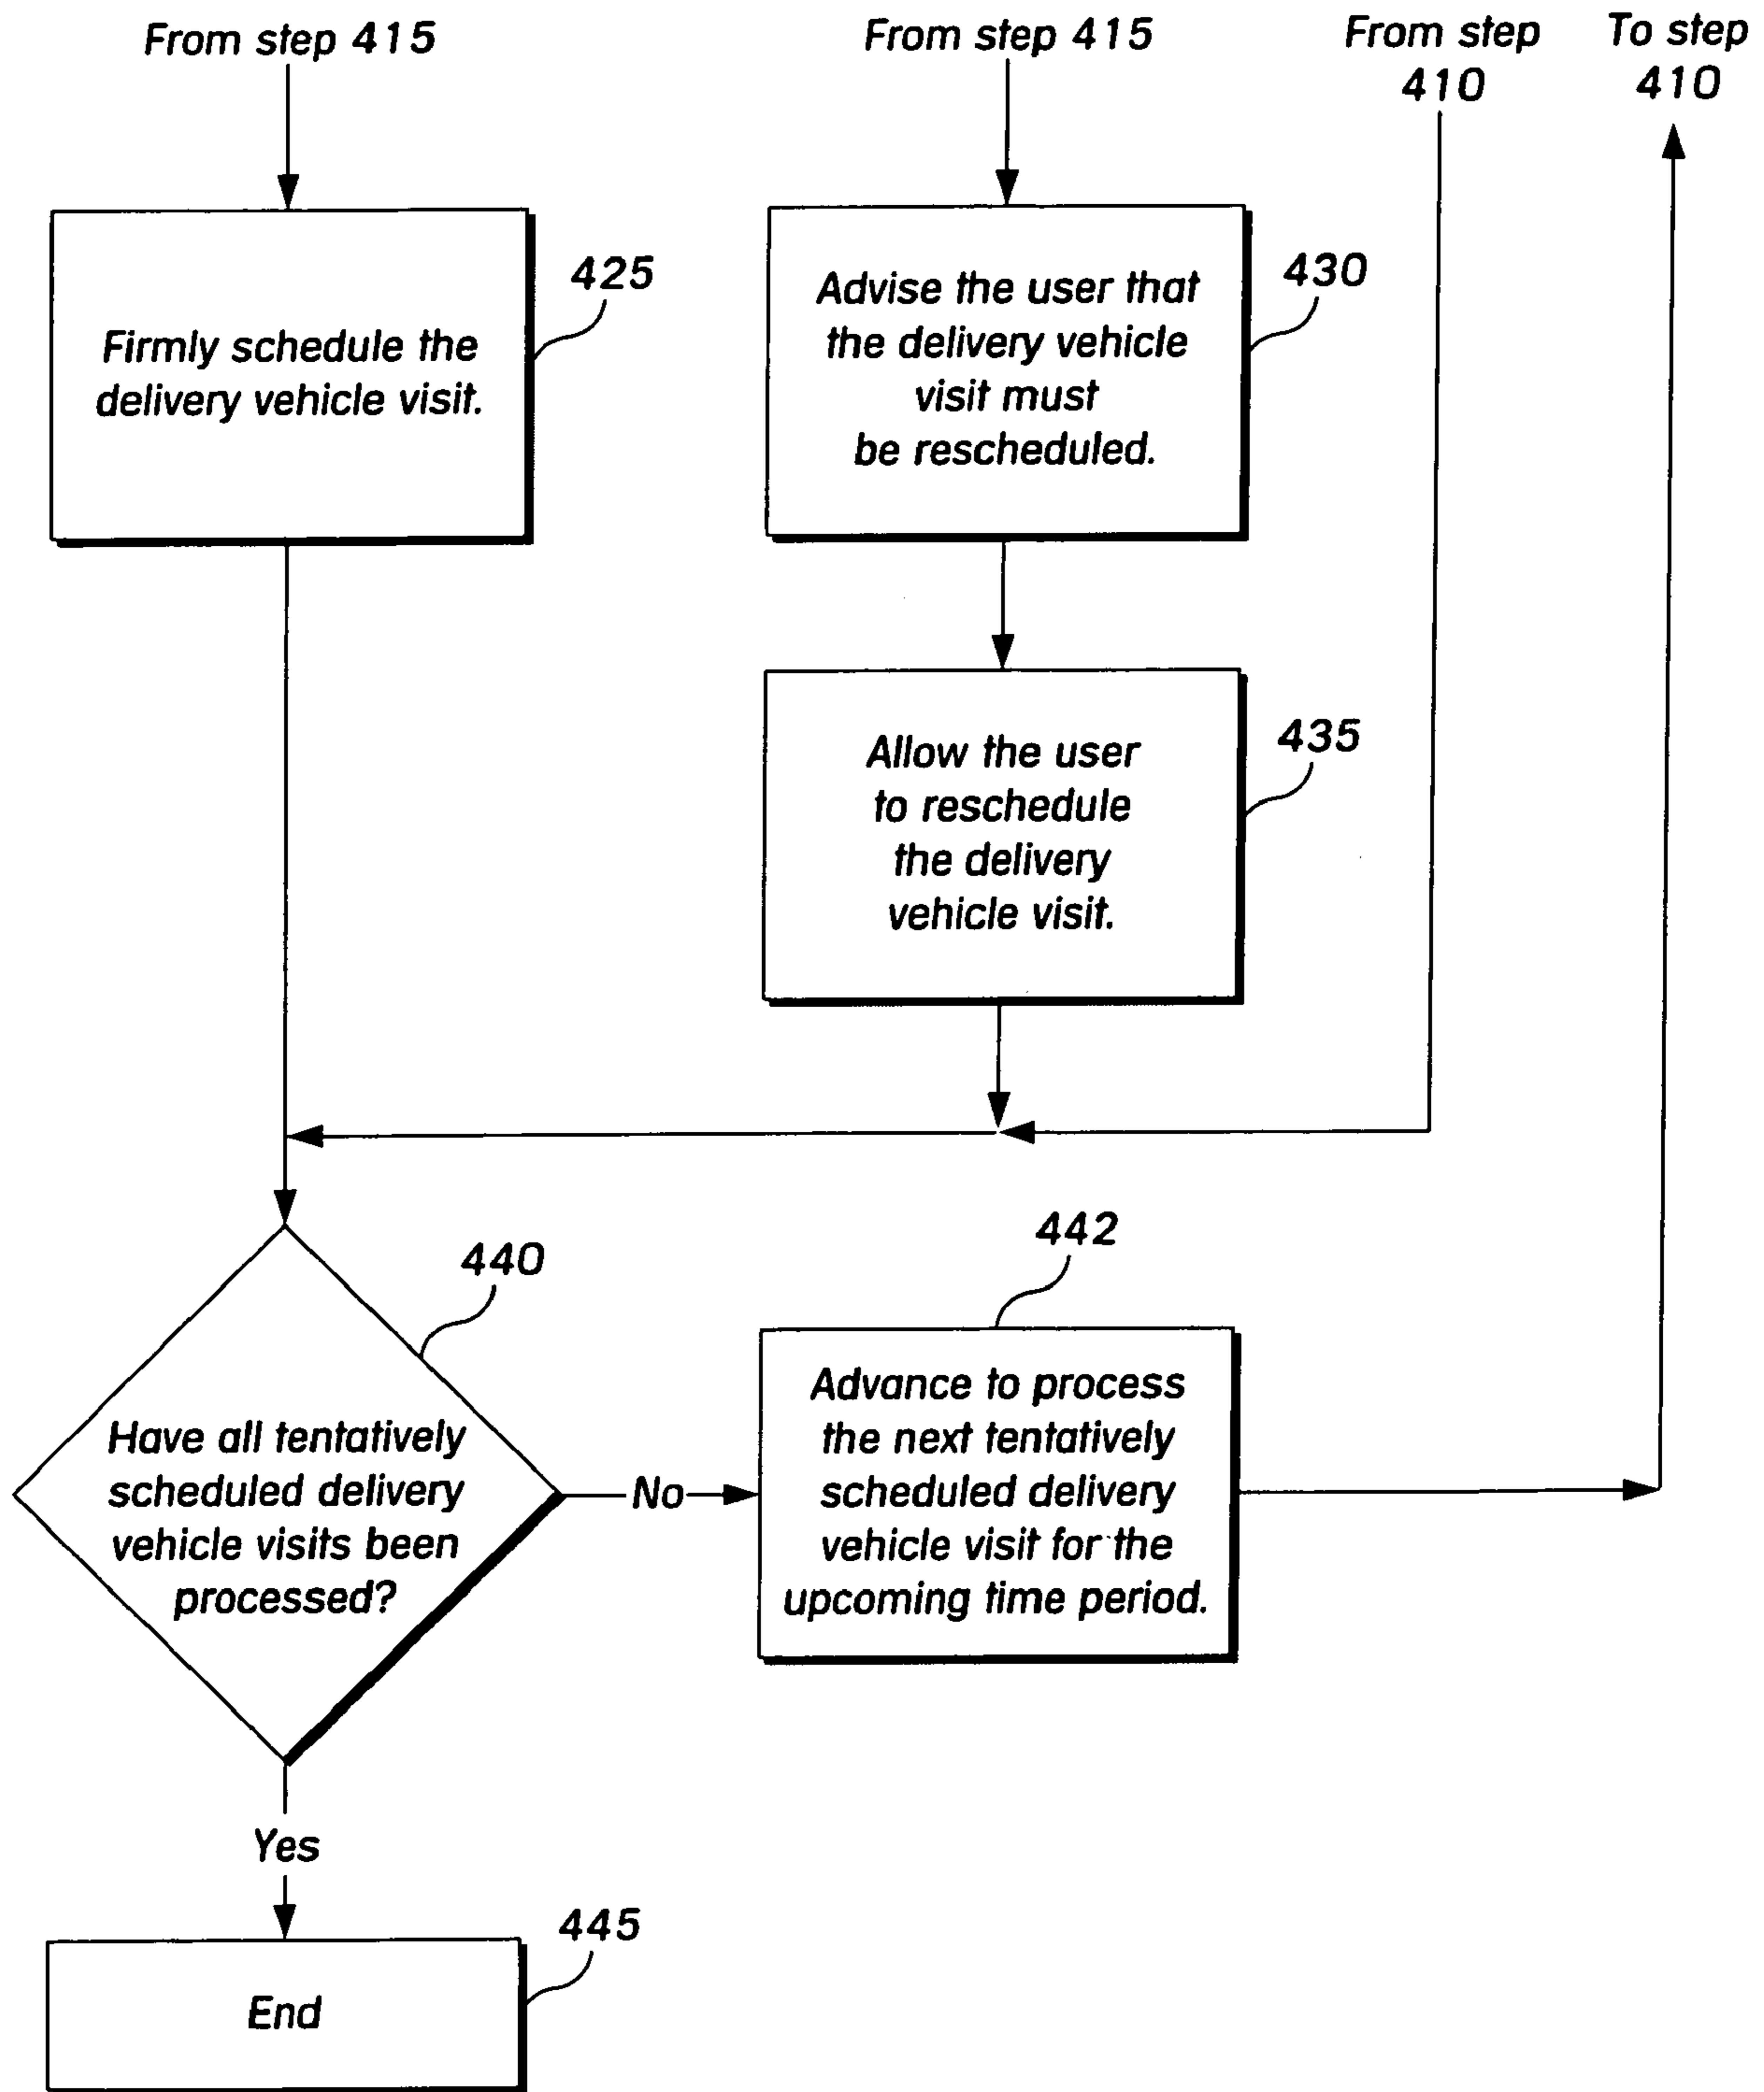 From step 415
From step 415
From step
410
To step
410
425
Firmly schedule the
delivery vehicle visit.
430
Advise the user that
the delivery vehicle
visit must
be rescheduled.
435
Allow the user
to reschedule
the delivery
vehicle visit.
440
Have all tentatively
scheduled delivery
vehicle visits been
processed?
No
442
Advance to process
the next tentatively
scheduled delivery
vehicle visit for the
upcoming time period.
Yes
445
End